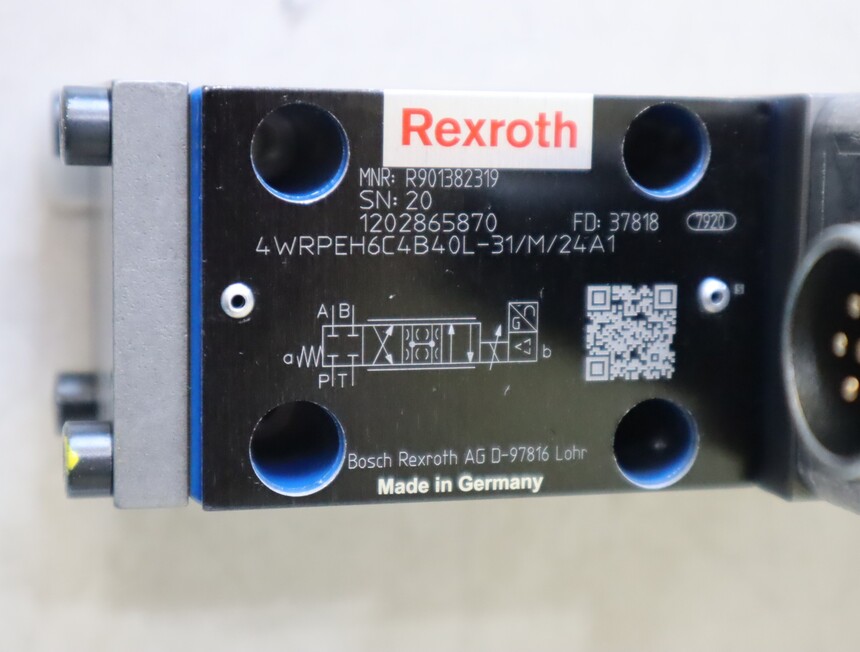 Rexroth
MNR: R901382319
SN: 20
1202865870 FD: 37818 7920
4WRPEH6C4B40L-31/M/24A1
A B
G
a b
P T
Bosch Rexroth AG D-97816 Lohr
Made in Germany